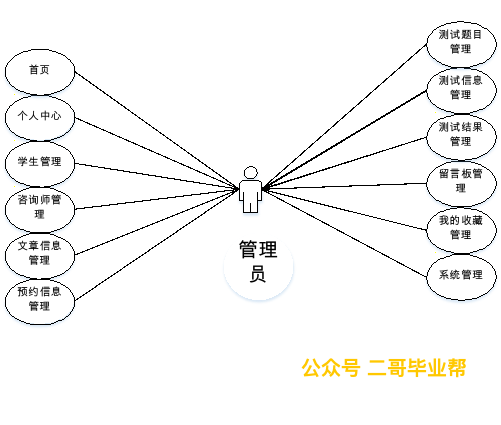 首页
个人中心
学生管理
咨询师管
理
文章信息
管理
预约信息
管理
管理
员
测试题目
管理
测试信息
管理
测试结果
管理
留言板管
理
我的收藏
管理
系统管理
公众号 二哥毕业帮